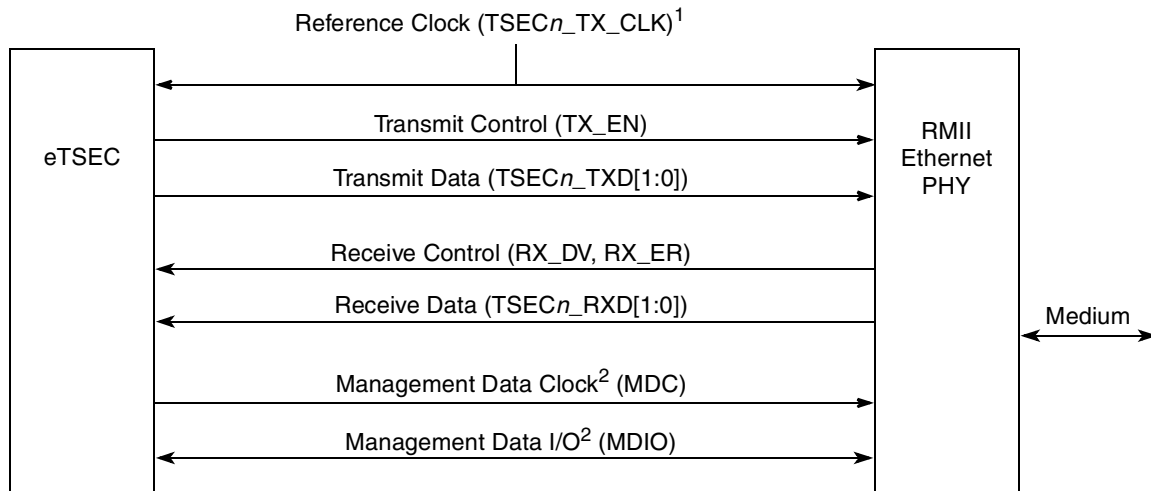 Reference Clock (TSECn_TX_CLK)1
Transmit Control (TX_EN)
eTSEC
RMII
Ethernet
PHY
Transmit Data (TSECn_TXD[1:0])
Receive Control (RX_DV, RX_ER)
Receive Data (TSECn_RXD[1:0])
Medium
Management Data Clock2 (MDC)
Management Data I/O2 (MDIO)